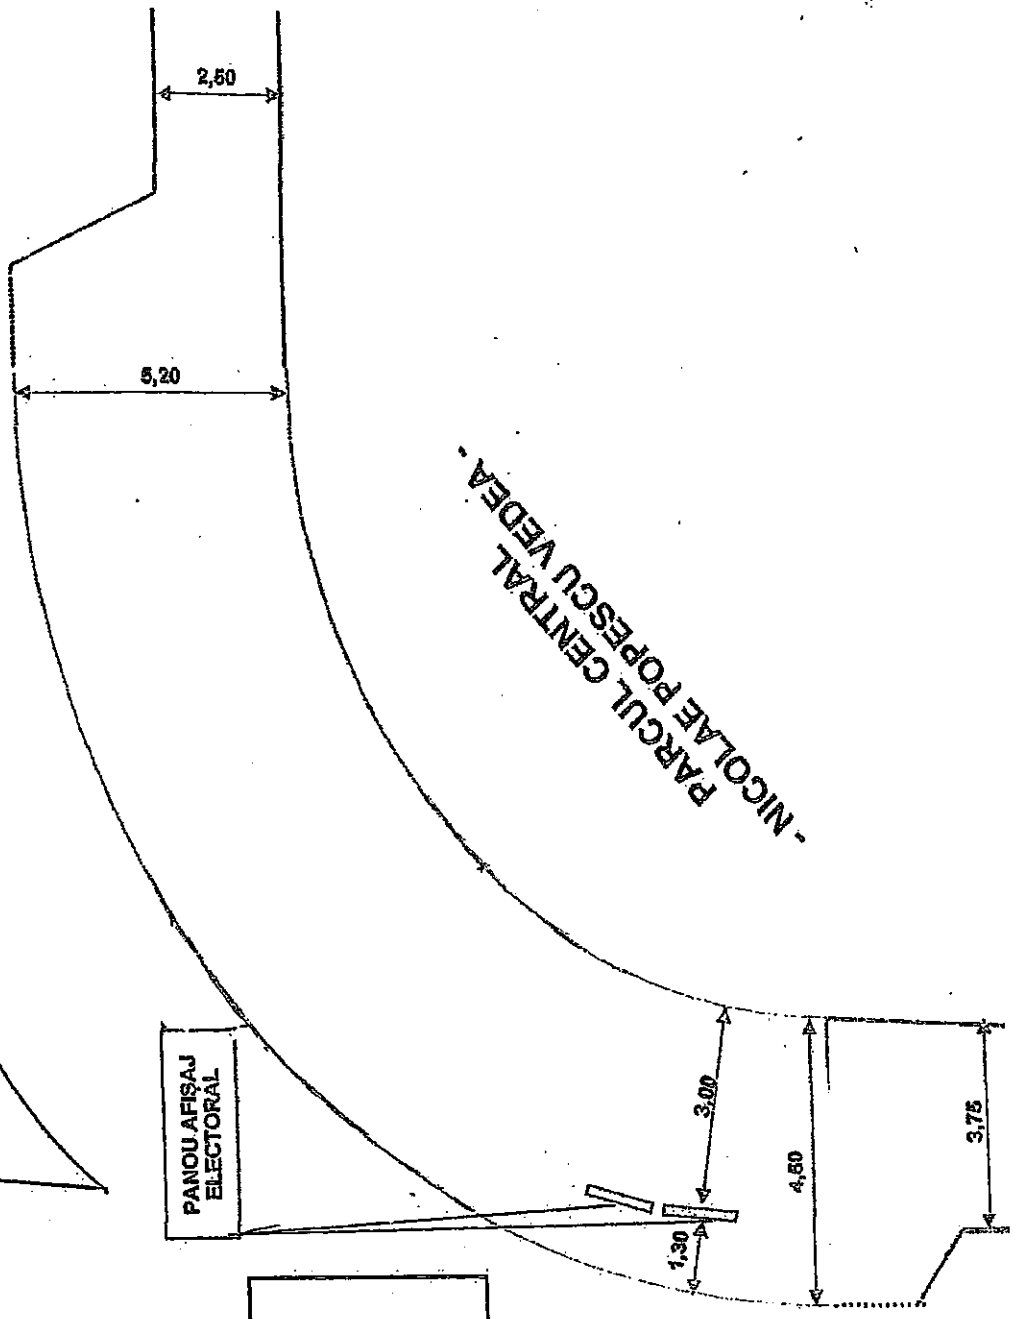 2,50
5,20
PARCUL CENTRAL
- NICOLAE POPESCU VEDEA -
PANOU AFIȘAJ
ELECTORAL
3,00
1,30
4,60
3,75